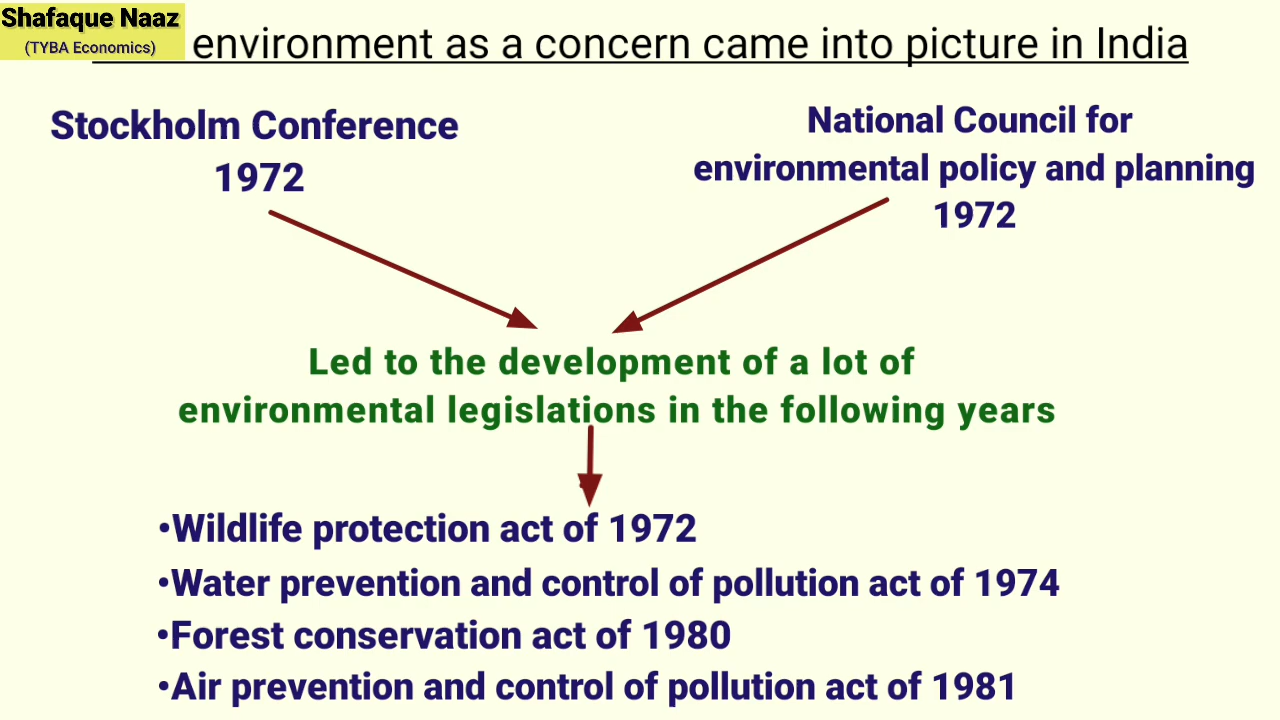 Shafaque Naaz
(TYBA Economics)
environment as a concern came into picture in India
Stockholm Conference
1972
National Council for
environmental policy and planning
1972
Led to the development of a lot of
environmental legislations in the following years
•Wildlife protection act of 1972
•Water prevention and control of pollution act of 1974
•Forest conservation act of 1980
•Air prevention and control of pollution act of 1981